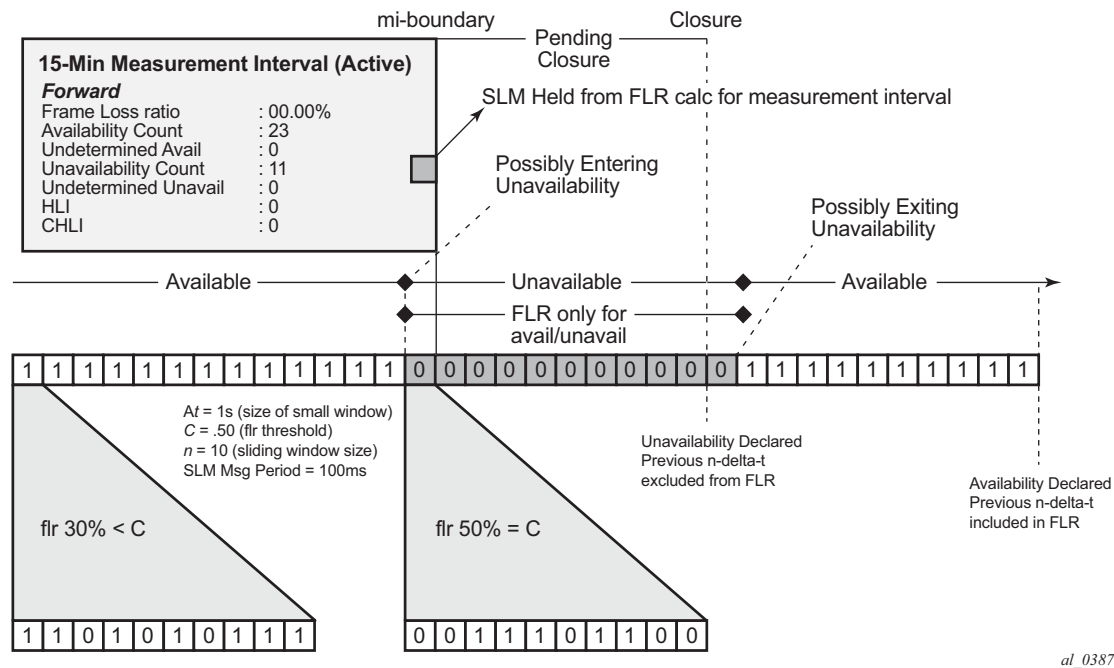 mi-boundary
Closure
Pending
Closure
15-Min Measurement Interval (Active)
Forward
Frame Loss ratio : 00.00%
Availability Count : 23
Undetermined Avail : 0
Unavailability Count : 11
Undetermined Unavail : 0
HLI : 0
CHLI : 0
SLM Held from FLR calc for measurement interval
Possibly Entering
Unavailability
Possibly Exiting
Unavailability
Available
Unavailable
Available
FLR only for
avail/unavail
1 1 1 1 1 1 1 1 1 1 1 1 1 0 0 0 0 0 0 0 0 0 0 0 1 1 1 1 1 1 1 1 1 1
At = 1s (size of small window)
C = .50 (flr threshold)
n = 10 (sliding window size)
SLM Msg Period = 100ms
Unavailability Declared
Previous n-delta-t
excluded from FLR
Availability Declared
Previous n-delta-t
included in FLR
flr 30% < C
flr 50% = C
1 1 0 1 0 1 0 1 1 1
0 0 1 1 1 0 1 1 0 0
al_0387